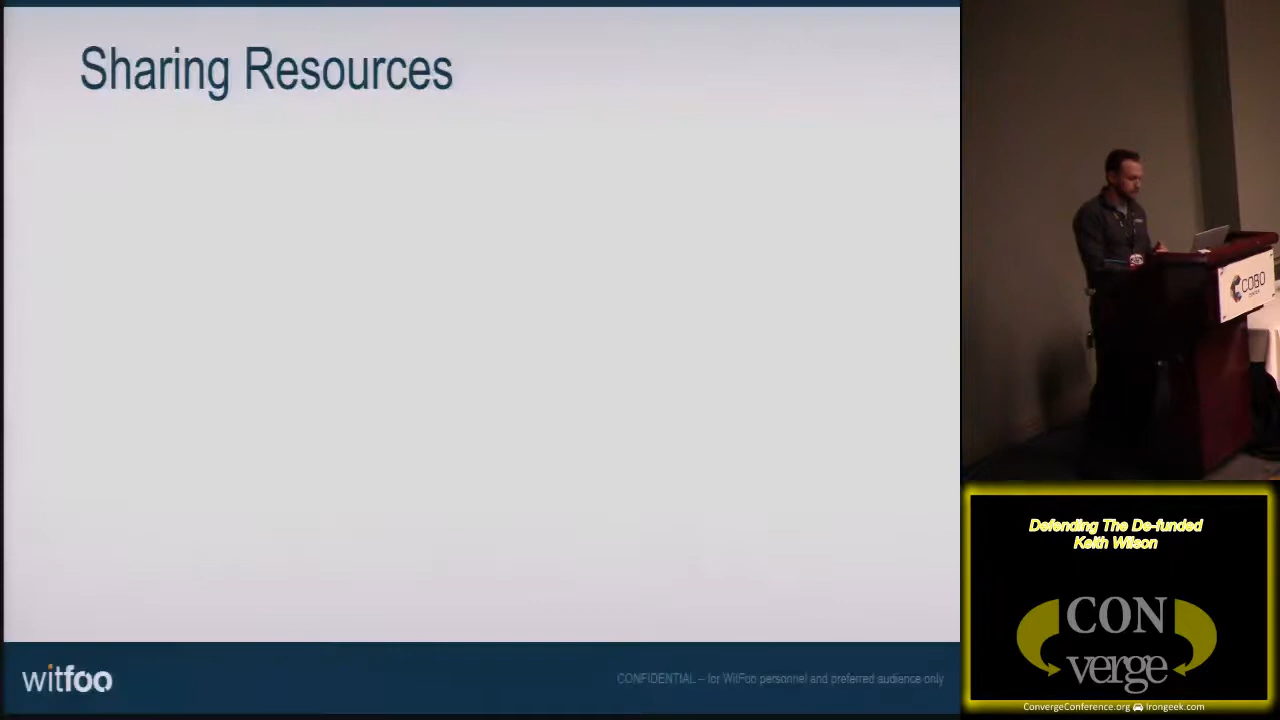 Sharing Resources
witfoo
CONFIDENTIAL – for WitFoo personnel and preferred audience only
COBO
Defending The De-funded
Keith Wilson
CON
verge
ConvergeConference.org Irongeek.com